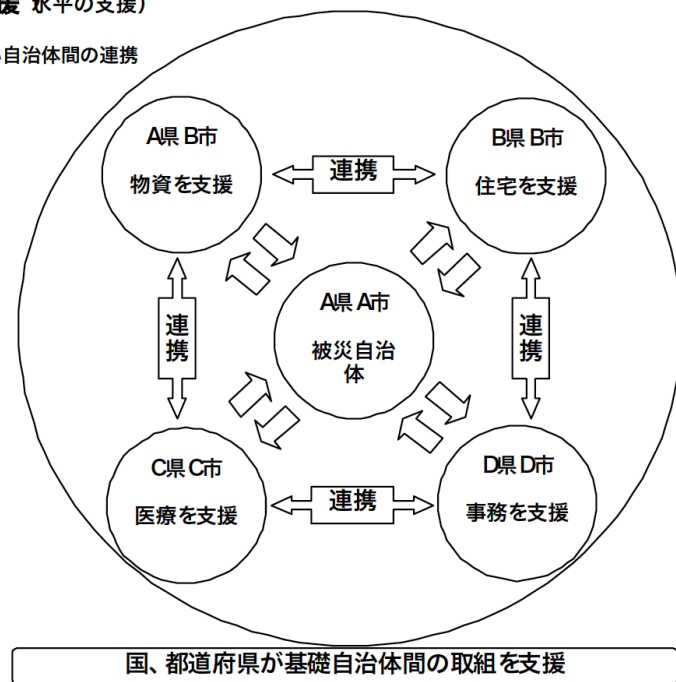 援（水平の支援）
自治体間の連携
A県B市
物資を支援
連携
B県B市
住宅を支援
連携
A県A市
被災自治
体
連携
C県C市
医療を支援
連携
D県D市
事務を支援
国、都道府県が基礎自治体間の取組を支援